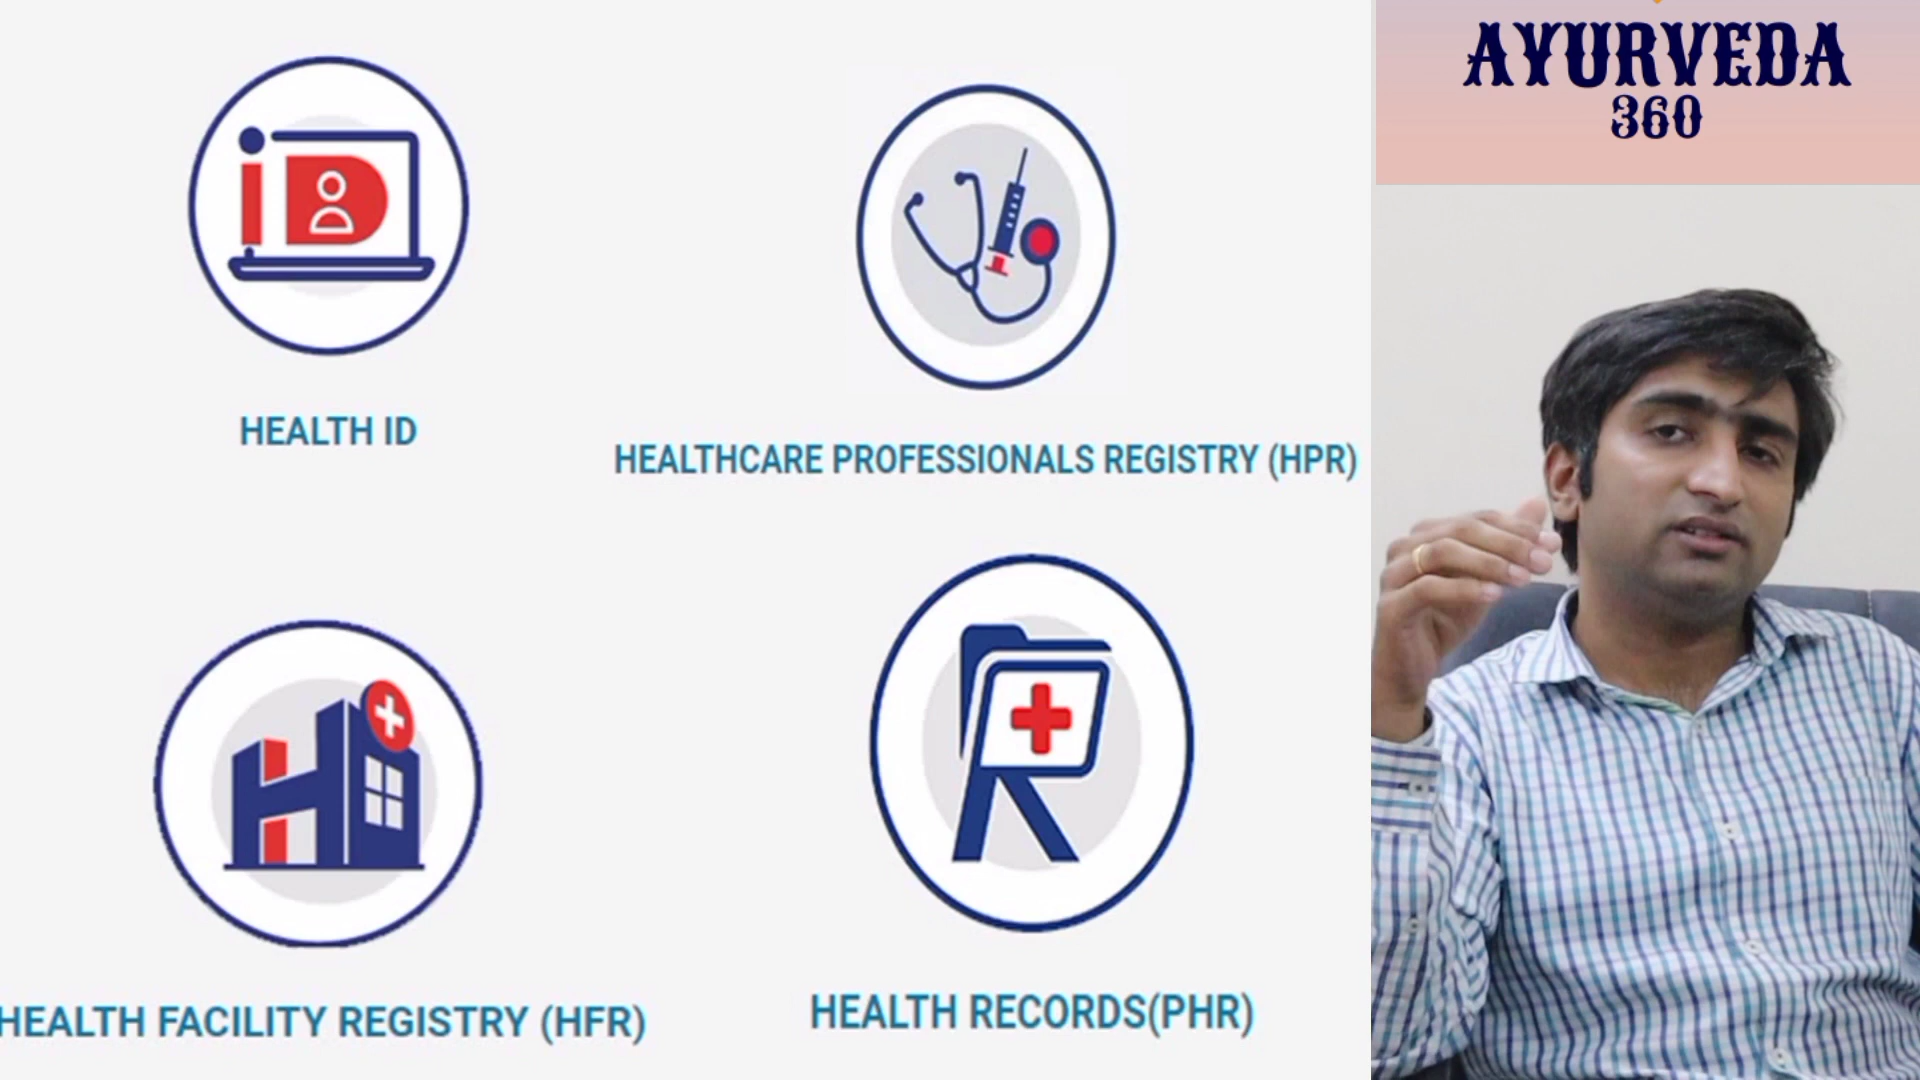 AYURVEDA
360
HEALTH ID
HEALTHCARE PROFESSIONALS REGISTRY (HPR)
HEALTH FACILITY REGISTRY (HFR)
HEALTH RECORDS(PHR)